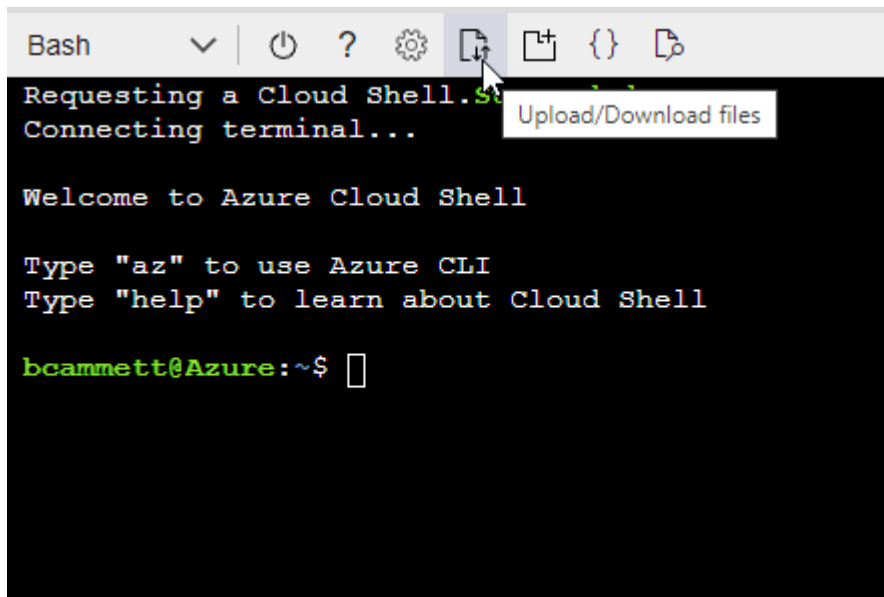 Bash
?
{}
Requesting a Cloud Shell.
Upload/Download files
Connecting terminal...
Welcome to Azure Cloud Shell
Type "az" to use Azure CLI
Type "help" to learn about Cloud Shell
bcammett@Azure:~$